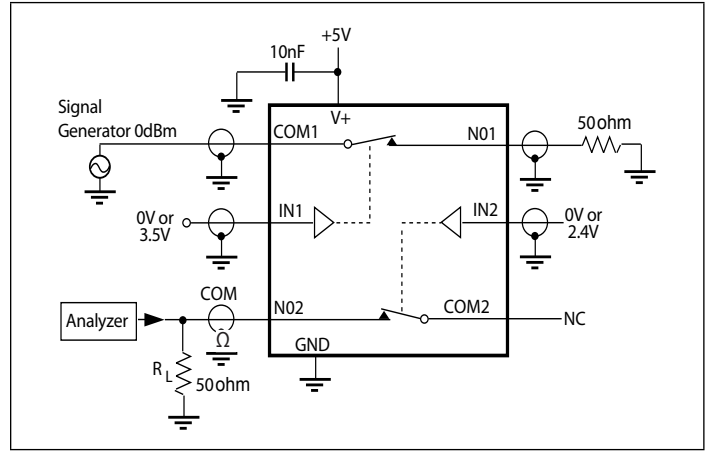 +5V
10nF
V+
Signal
Generator 0dBm
COM1
N01
50ohm
IN1
IN2
0V or
3.5V
0V or
2.4V
COM
N02
COM2
NC
Analyzer
Ω
GND
R L
50ohm